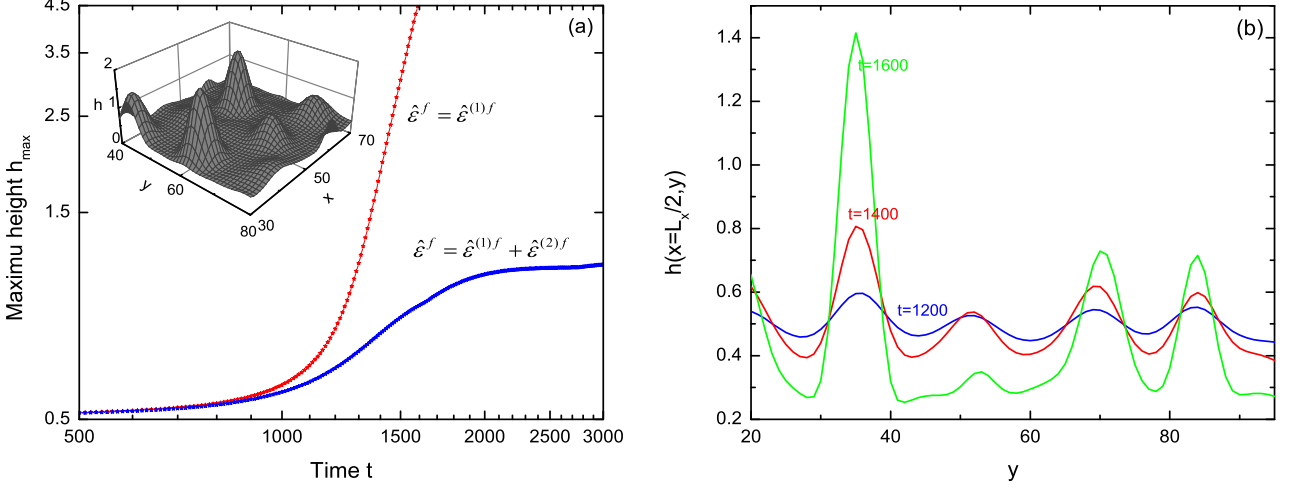 (a)
4.5
3.5
2.5
1.5
0.5
Maximu height h_max
500
1000
1500
2000
2500
3000
Time t
2
h 1
0
40
y
60
80
30
x
50
70
ε̂^f = ε̂^(1)f
ε̂^f = ε̂^(1)f + ε̂^(2)f
(b)
1.4
1.2
1.0
0.8
0.6
0.4
0.2
h(x=L_x/2,y)
t=1600
t=1400
t=1200
20
40
60
80
y